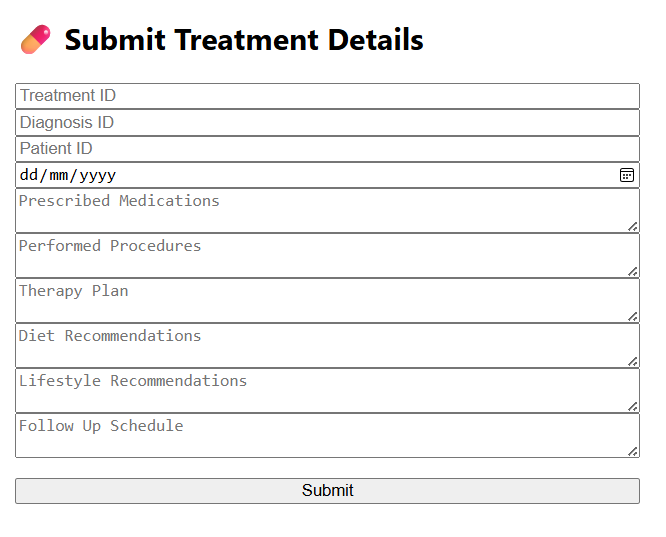 💊 Submit Treatment Details
Treatment ID
Diagnosis ID
Patient ID
dd/mm/yyyy
Prescribed Medications
Performed Procedures
Therapy Plan
Diet Recommendations
Lifestyle Recommendations
Follow Up Schedule
Submit